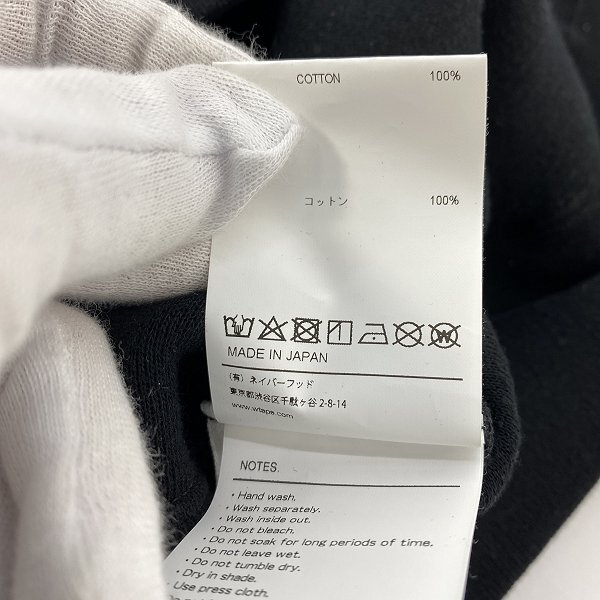 COTTON 100%
コットン 100%
MADE IN JAPAN
(有) ネイバーフッド
東京都渋谷区千駄ヶ谷2-8-14
www.wtaps.com
NOTES.
・Hand wash.
・Wash separately.
・Wash inside out.
・Do not bleach.
・Do not soak for long periods of time.
・Do not leave wet.
・Do not tumble dry.
・Dry in shade.
・Use press cloth.